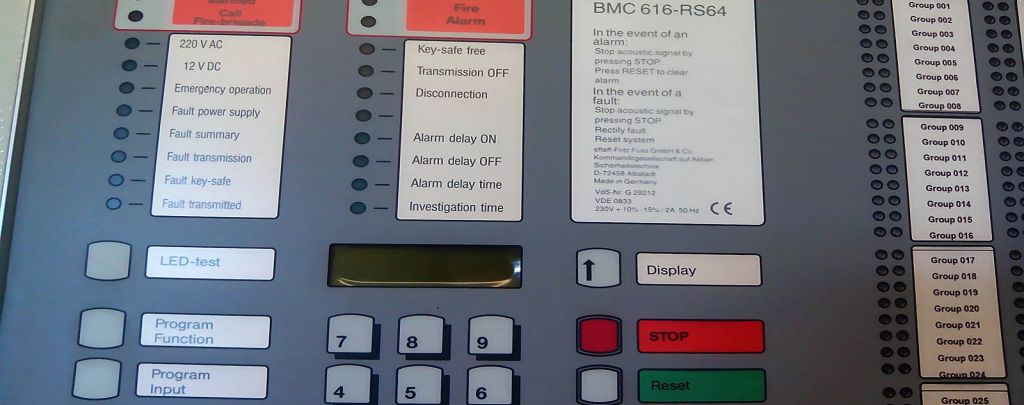 alarmed
Call
Fire-brigade
220 V AC
12 V DC
Emergency operation
Fault power supply
Fault summary
Fault transmission
Fault key-safe
Fault transmitted
Fire
Alarm
Key-safe free
Transmission OFF
Disconnection
Alarm delay ON
Alarm delay OFF
Alarm delay time
Investigation time
BMC 616-RS64
In the event of an
alarm:
Stop acoustic signal by
pressing STOP
Press RESET to clear
alarm.
In the event of a
fault:
Stop acoustic signal by
pressing STOP
Rectify fault
Reset system
effeff-Fritz Fuss GmbH & Co.
Kommanditgesellschaft auf Aktien
Sicherheitstechnik
D-72458 Albstadt
Made in Germany
VdS-Nr. G 29212
VDE 0833
230V + 10% -15% / 2A 50 Hz CE
Group 001
Group 002
Group 003
Group 004
Group 005
Group 006
Group 007
Group 008
Group 009
Group 010
Group 011
Group 012
Group 013
Group 014
Group 015
Group 016
Group 017
Group 018
Group 019
Group 020
Group 021
Group 022
Group 023
Group 024
Group 025
LED-test
Program
Function
Program
Input
7 8 9
4 5 6
Display
STOP
Reset